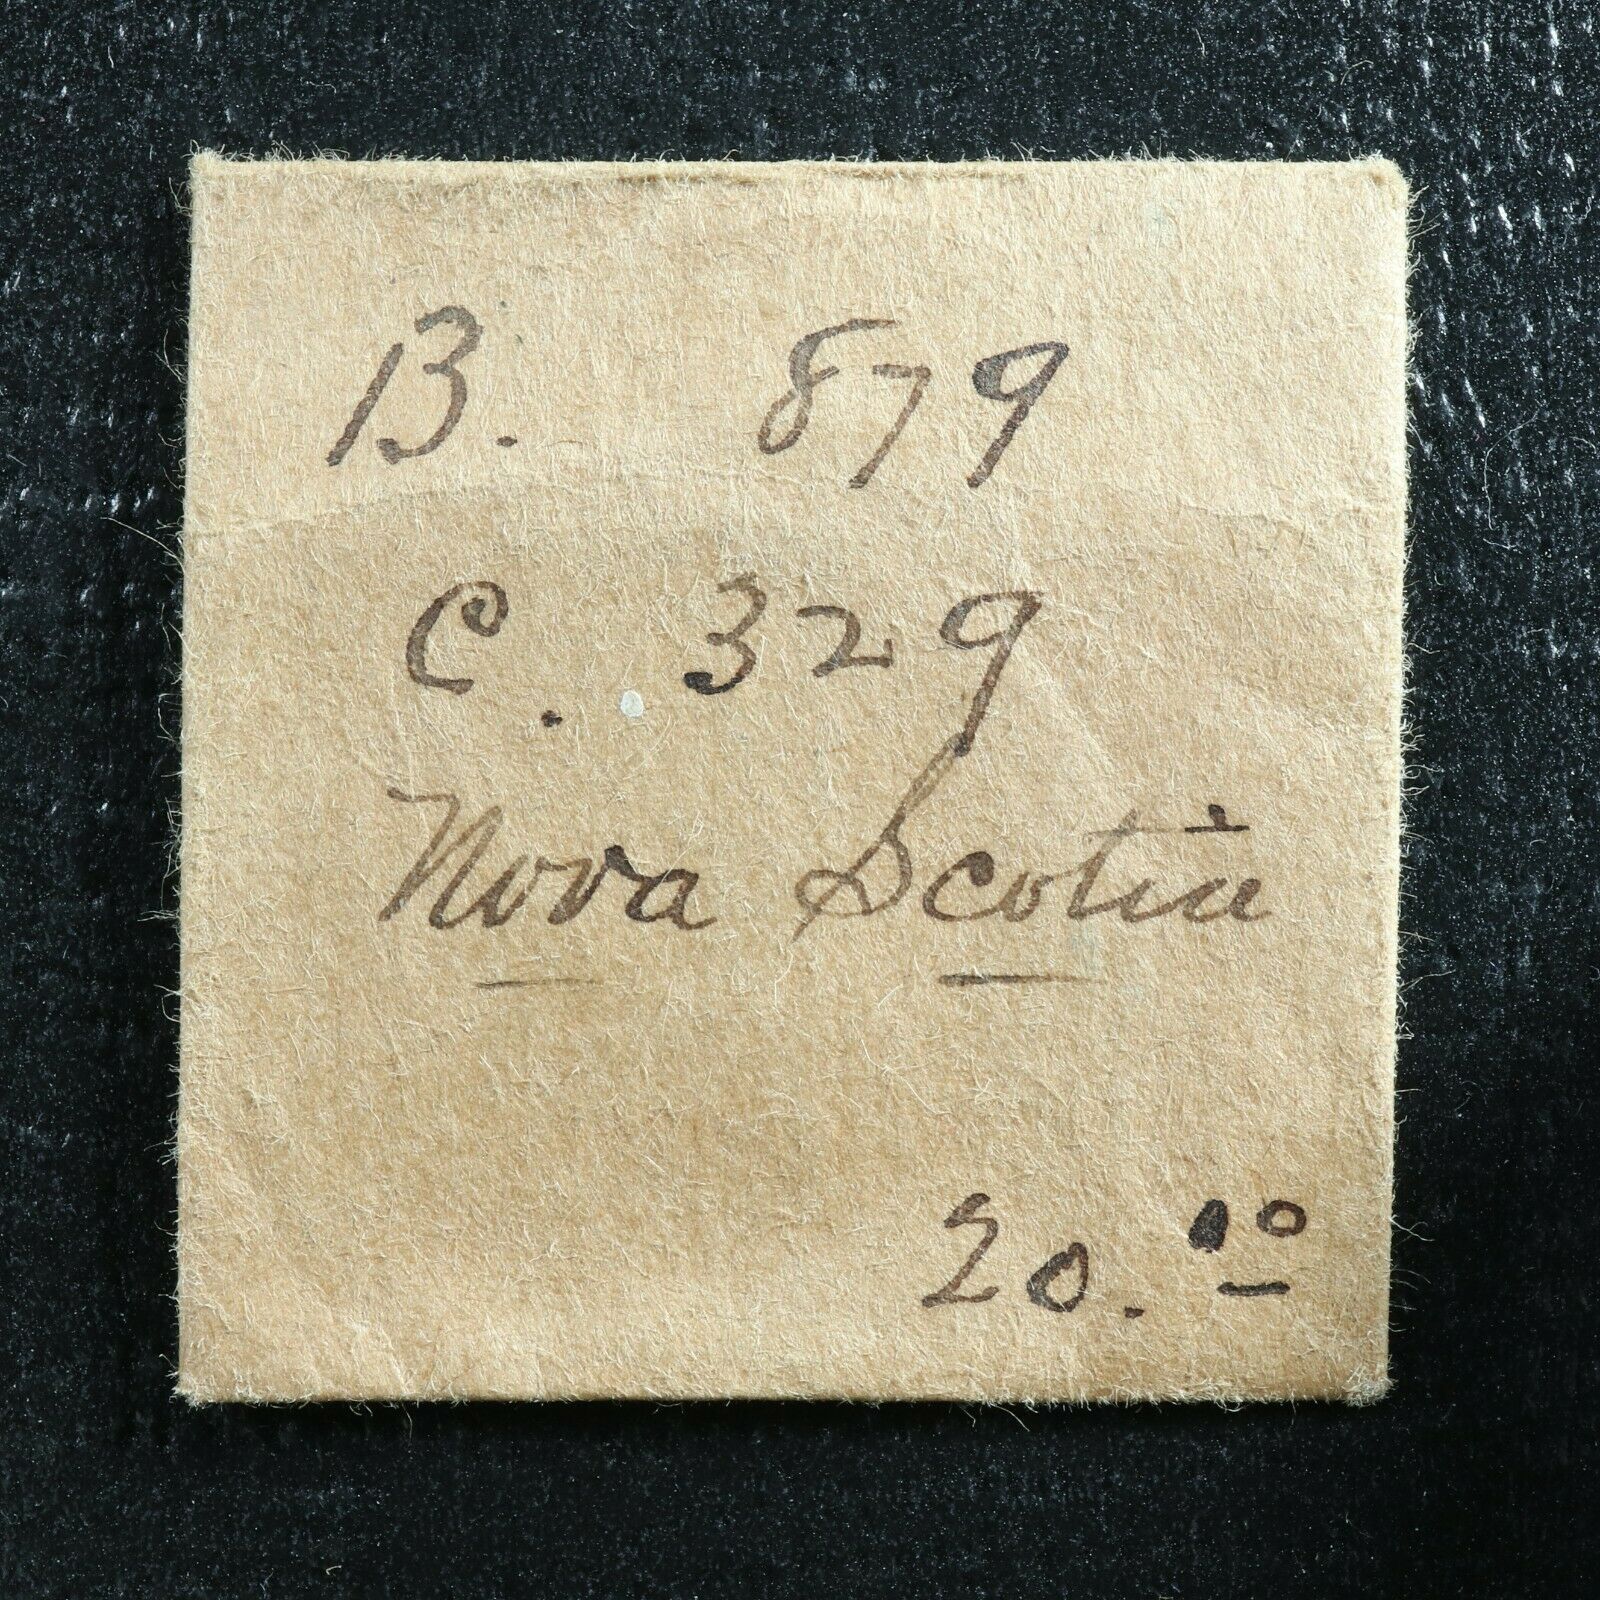 B. 879
C. 329
Nova Scotia
20.00